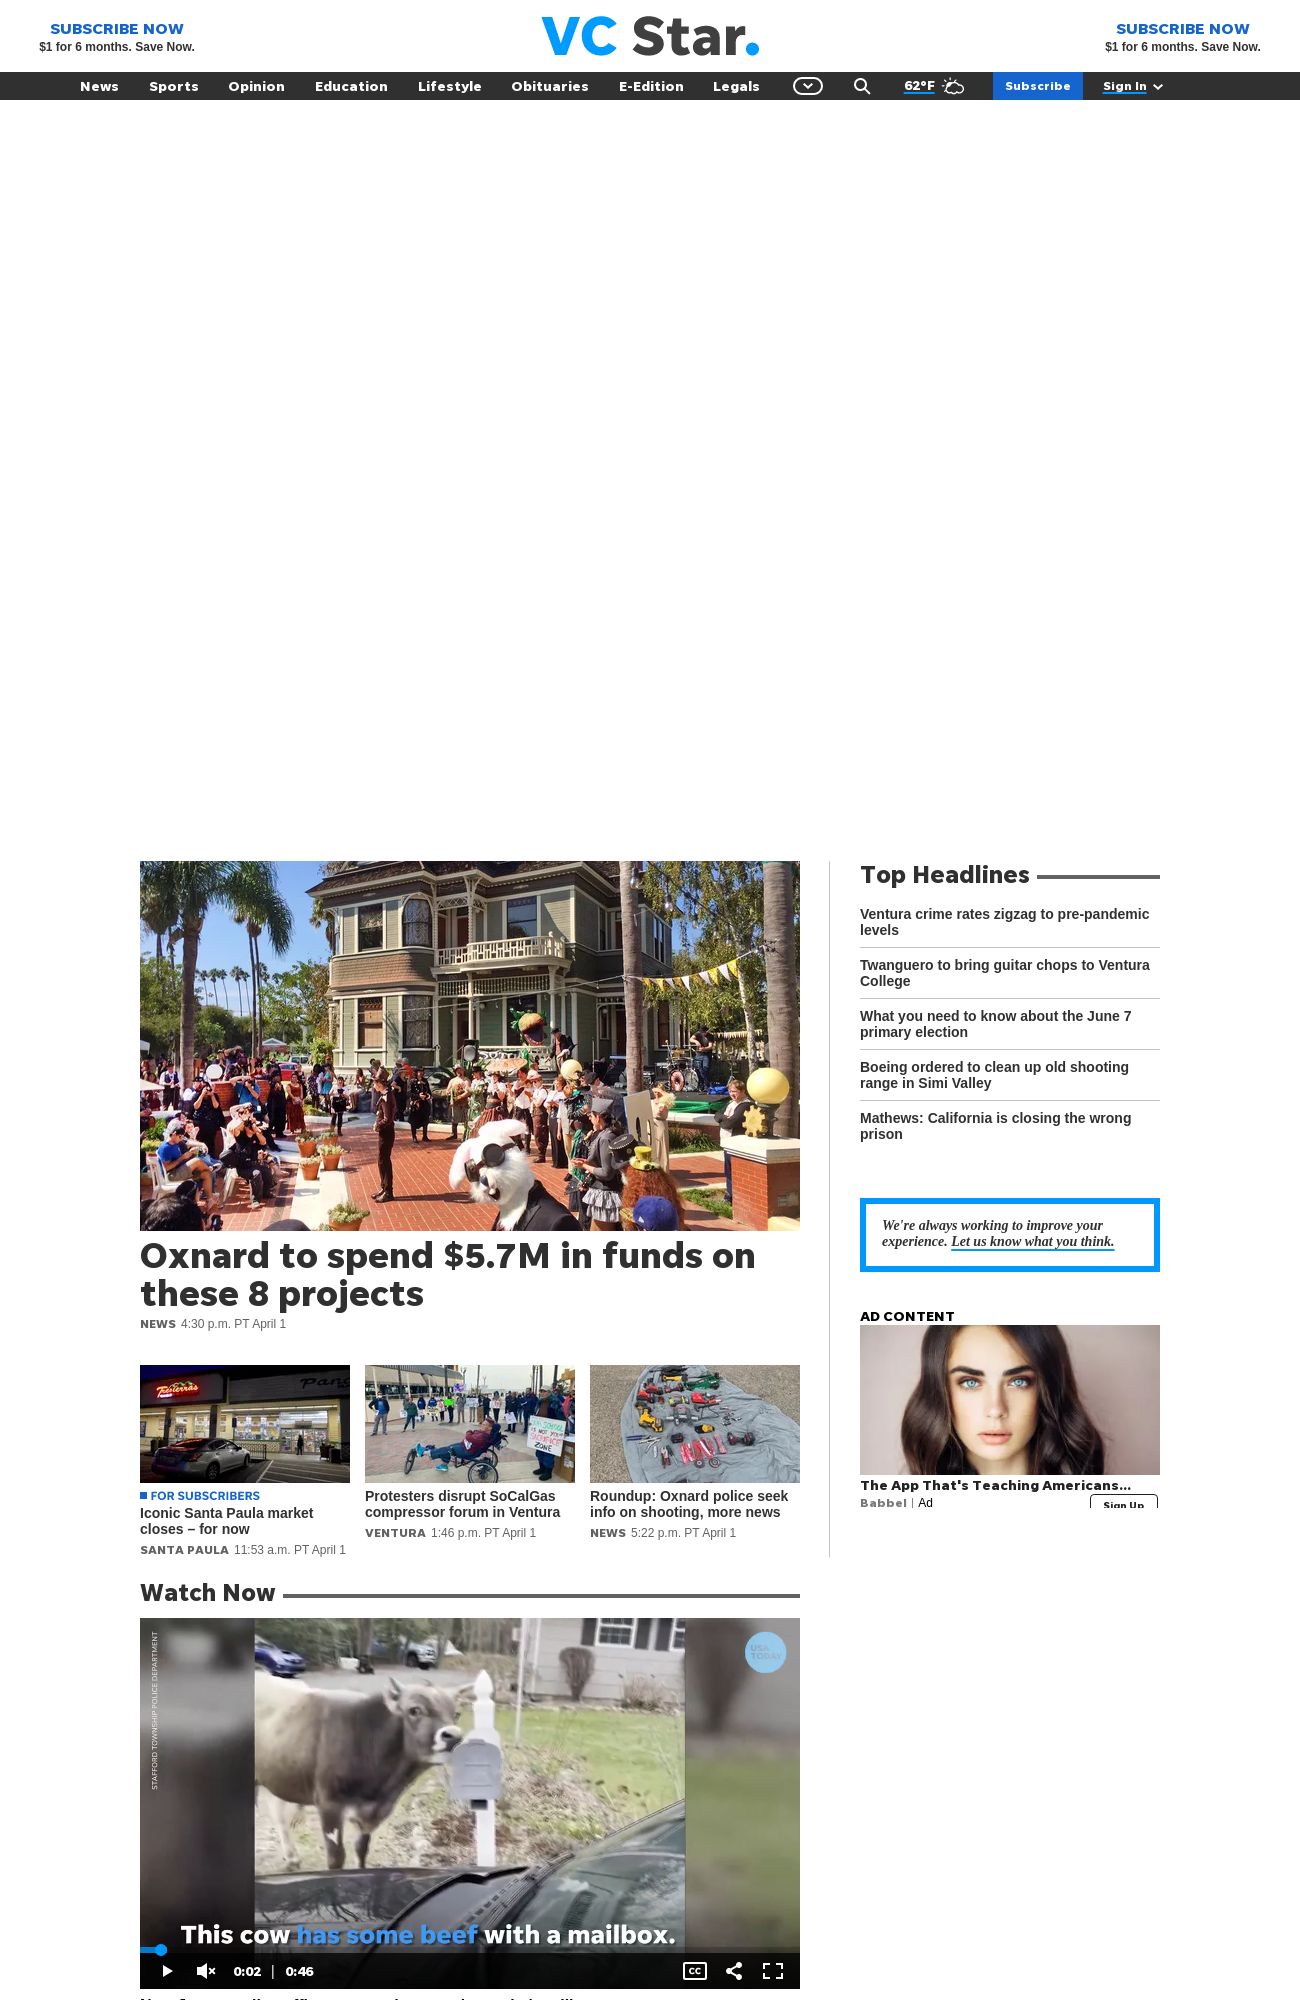 SUBSCRIBE NOW
$1 for 6 months. Save Now.
VC Star.
SUBSCRIBE NOW
$1 for 6 months. Save Now.
News Sports Opinion Education Lifestyle Obituaries E-Edition Legals 62°F Subscribe Sign In
Oxnard to spend $5.7M in funds on
these 8 projects
NEWS 4:30 p.m. PT April 1
FOR SUBSCRIBERS
Iconic Santa Paula market
closes – for now
SANTA PAULA 11:53 a.m. PT April 1
Protesters disrupt SoCalGas
compressor forum in Ventura
VENTURA 1:46 p.m. PT April 1
Roundup: Oxnard police seek
info on shooting, more news
NEWS 5:22 p.m. PT April 1
Top Headlines
Ventura crime rates zigzag to pre-pandemic
levels
Twanguero to bring guitar chops to Ventura
College
What you need to know about the June 7
primary election
Boeing ordered to clean up old shooting
range in Simi Valley
Mathews: California is closing the wrong
prison
We're always working to improve your
experience. Let us know what you think.
AD CONTENT
The App That's Teaching Americans...
Babbel | Ad
Sign Up
Watch Now
STAFFORD TOWNSHIP POLICE DEPARTMENT
USA
TODAY
This cow has some beef with a mailbox.
0:02 | 0:46
CC